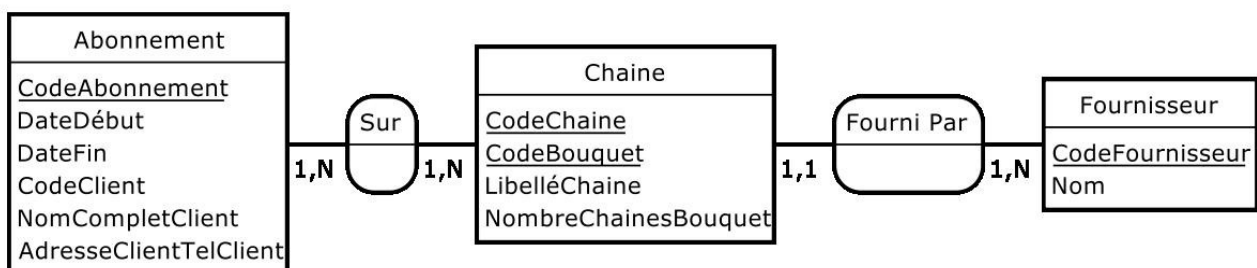 Abonnement
CodeAbonnement
DateDébut
DateFin
CodeClient
NomCompletClient
AdresseClientTelClient
1,N
Sur
1,N
Chaine
CodeChaine
CodeBouquet
LibelléChaine
NombreChainesBouquet
1,1
Fourni Par
1,N
Fournisseur
CodeFournisseur
Nom